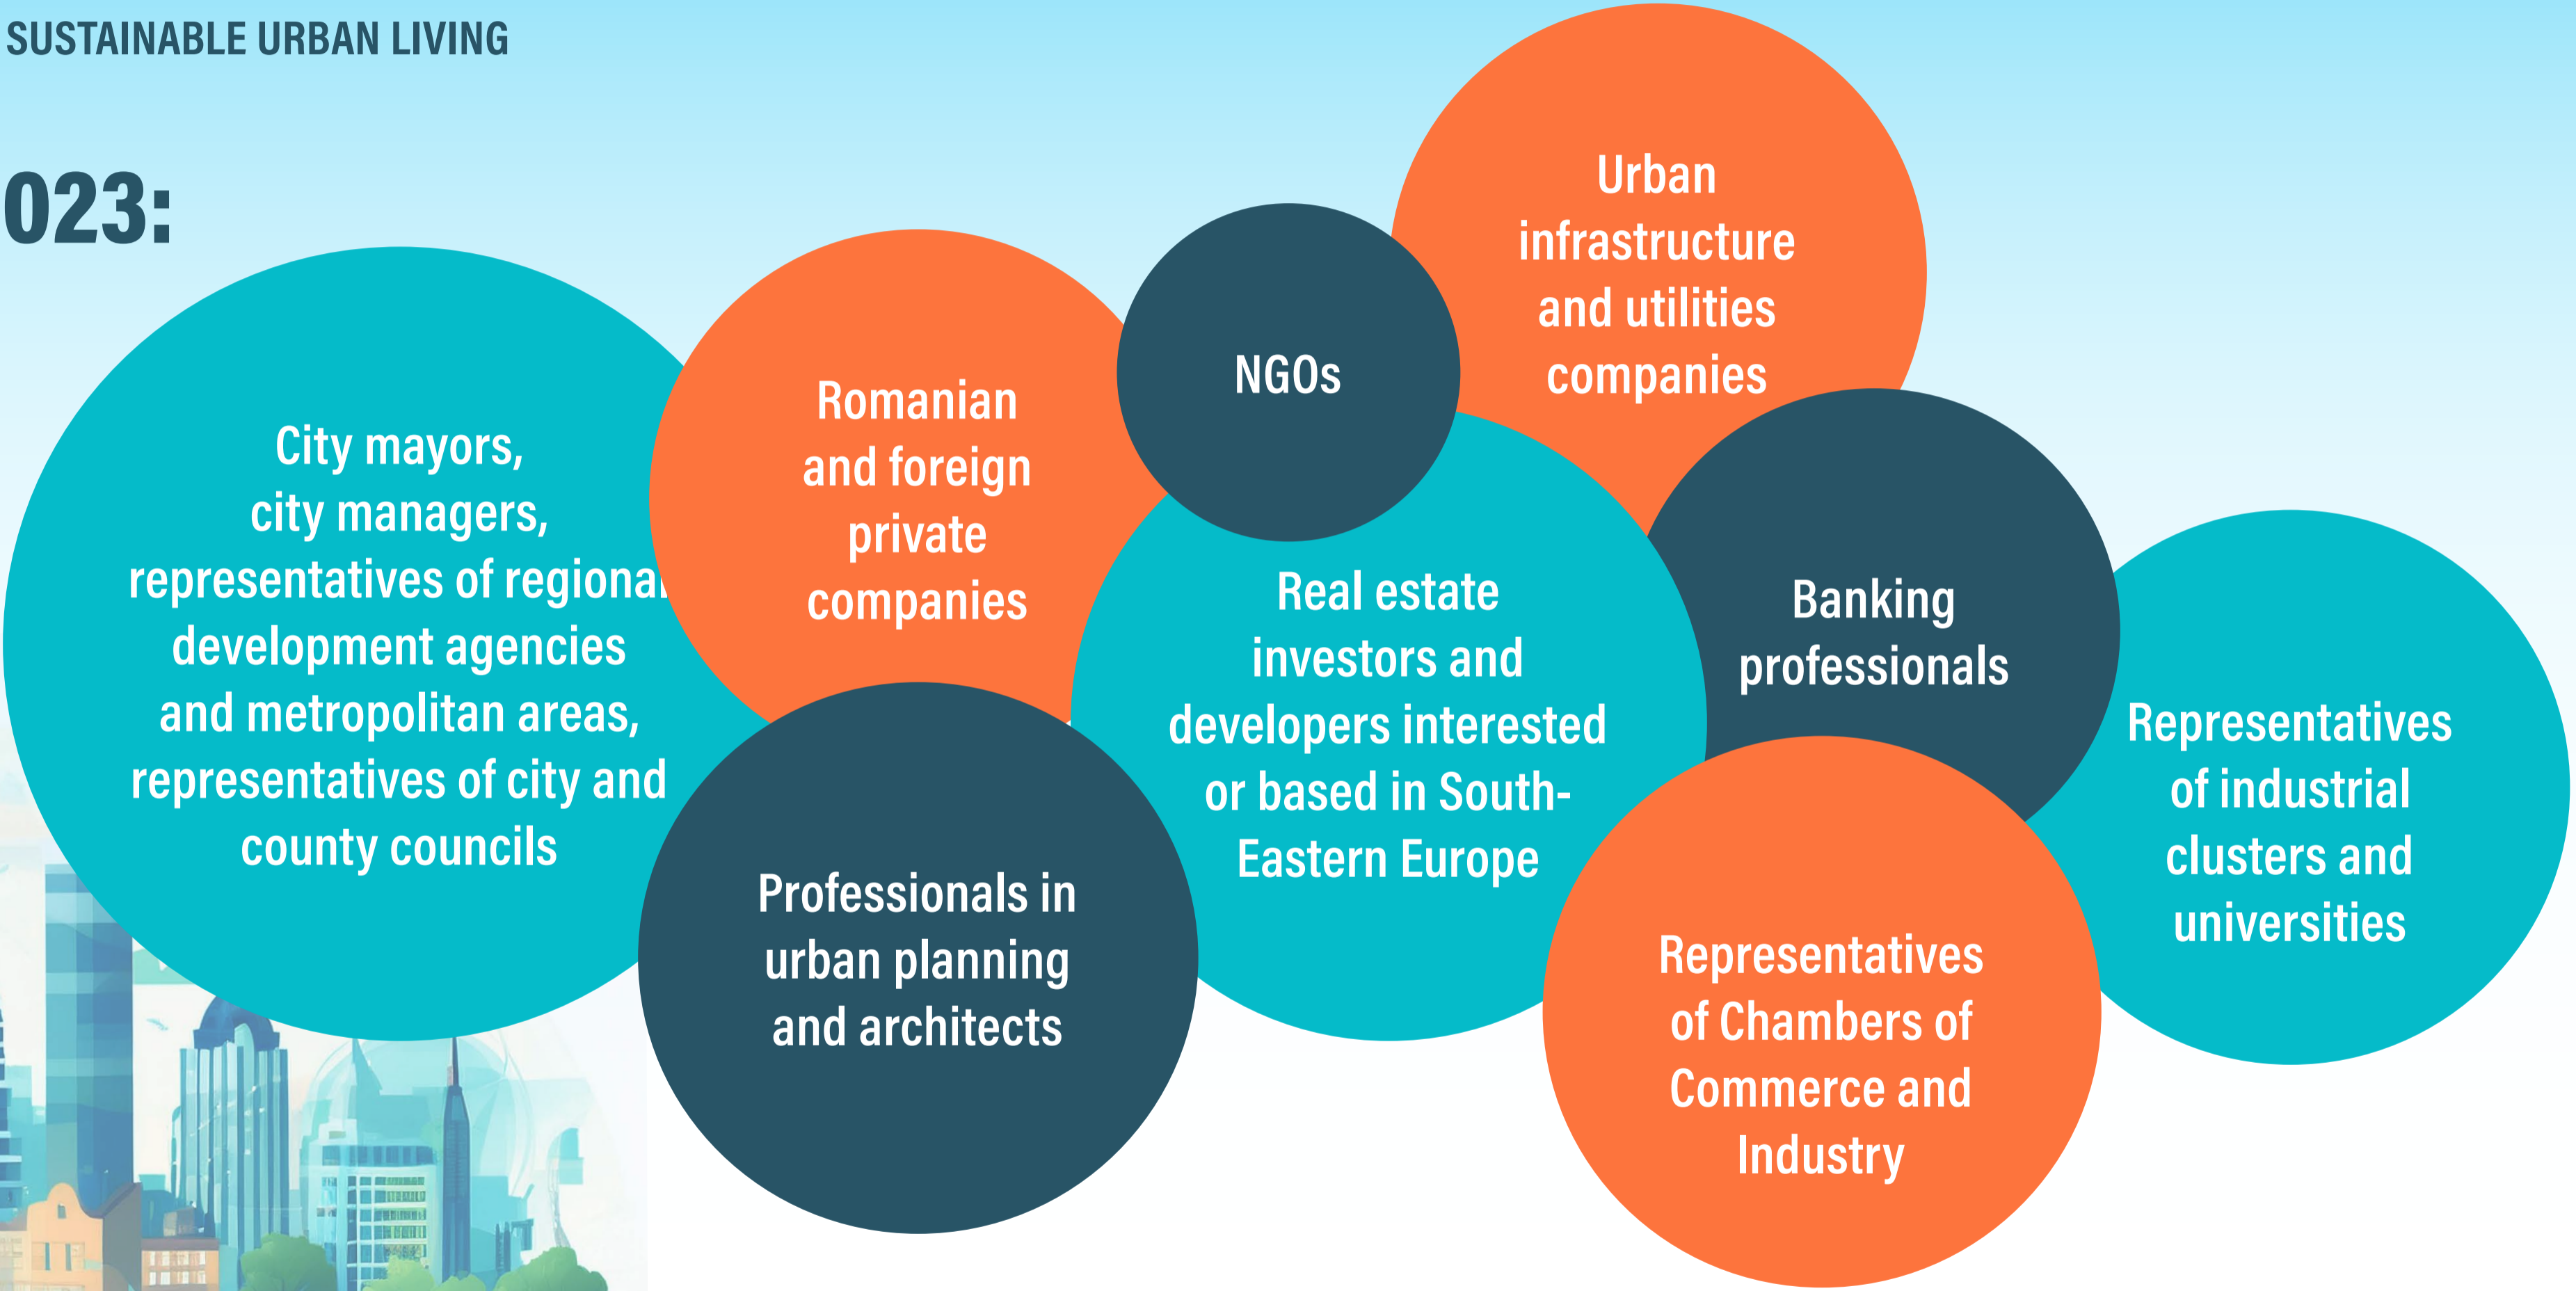 SUSTAINABLE URBAN LIVING
023:
City mayors,
city managers,
representatives of regional
development agencies
and metropolitan areas,
representatives of city and
county councils
Romanian
and foreign
private
companies
NGOs
Urban
infrastructure
and utilities
companies
Professionals in
urban planning
and architects
Real estate
investors and
developers interested
or based in South-
Eastern Europe
Banking
professionals
Representatives
of Chambers of
Commerce and
Industry
Representatives
of industrial
clusters and
universities